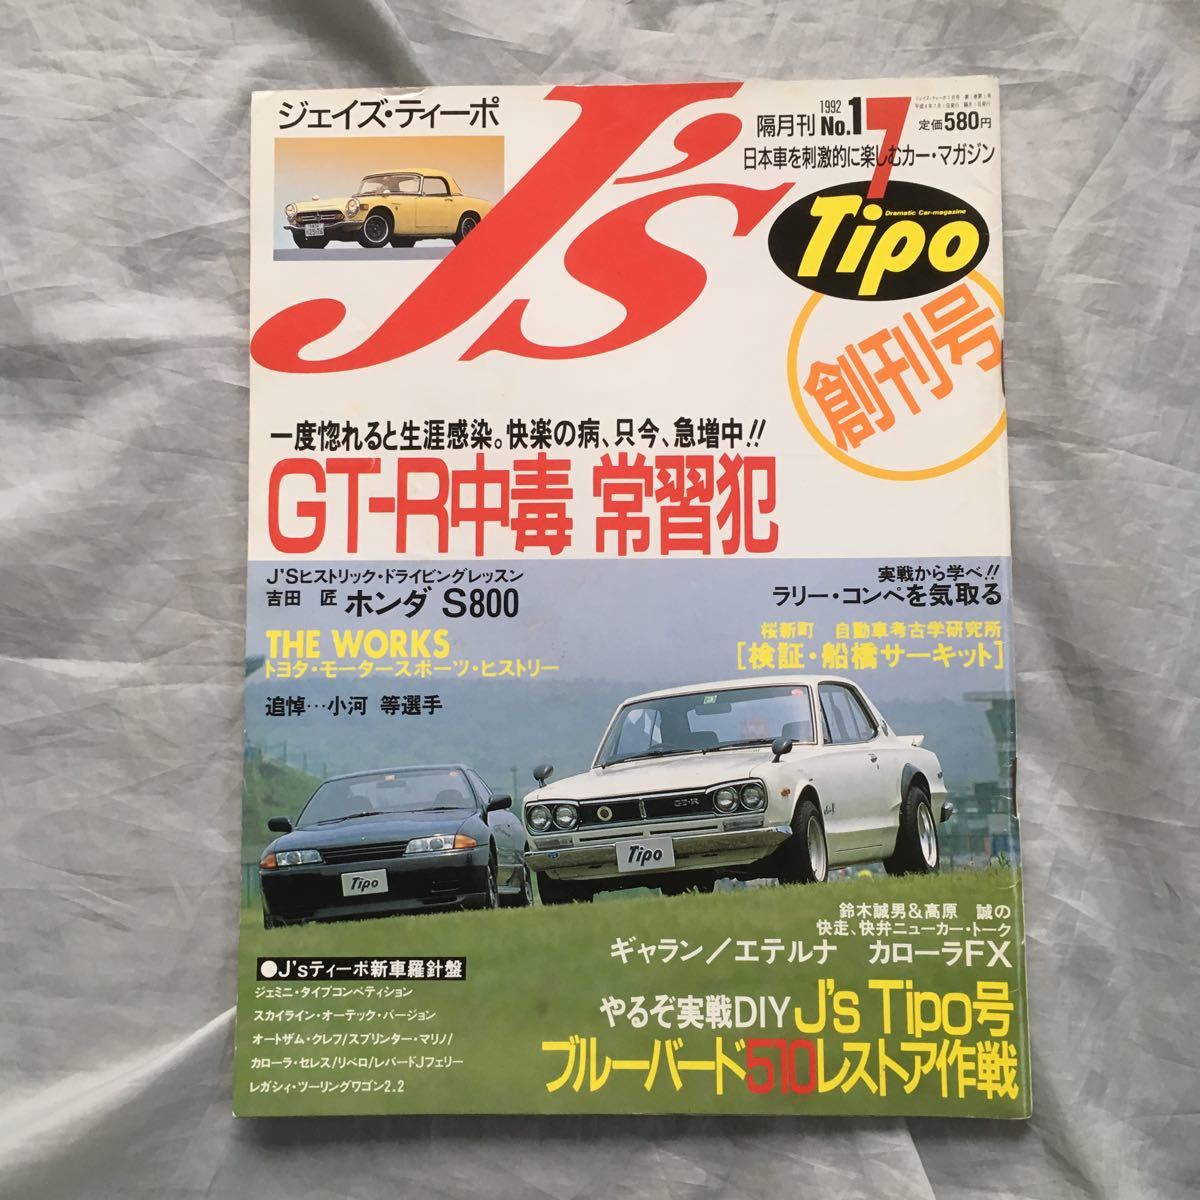 ジェイズ・ティーポ
J's
隔月刊
1992
No.1
7
定価580円
日本車を刺激的に楽しむカー・マガジン
Dramatic Car-magazine
Tipo
創刊号
一度惚れると生涯感染。快楽の病、只今、急増中!!
GT-R中毒 常習犯
J'Sヒストリック・ドライビングレッスン
吉田 匠 ホンダ S800
THE WORKS
トヨタ・モータースポーツ・ヒストリー
追悼…小河 等選手
実戦から学べ!!
ラリー・コンペを気取る
桜新町 自動車考古学研究所
[検証・船橋サーキット]
GT-R
Tipo
Tipo
鈴木誠男&高原 誠の
快走、快弁ニューカー・トーク
ギャラン/エテルナ カローラFX
●J'sティーポ新車羅針盤
ジェミニ・タイプコンペティション
スカイライン・オーテック・バージョン
オートザム・クレフ/スプリンター・マリノ/
カローラ・セレス/リベロ/レパードJフェリー
レガシィ・ツーリングワゴン2.2
やるぞ実戦DIY J's Tipo号
ブルーバード510レストア作戦